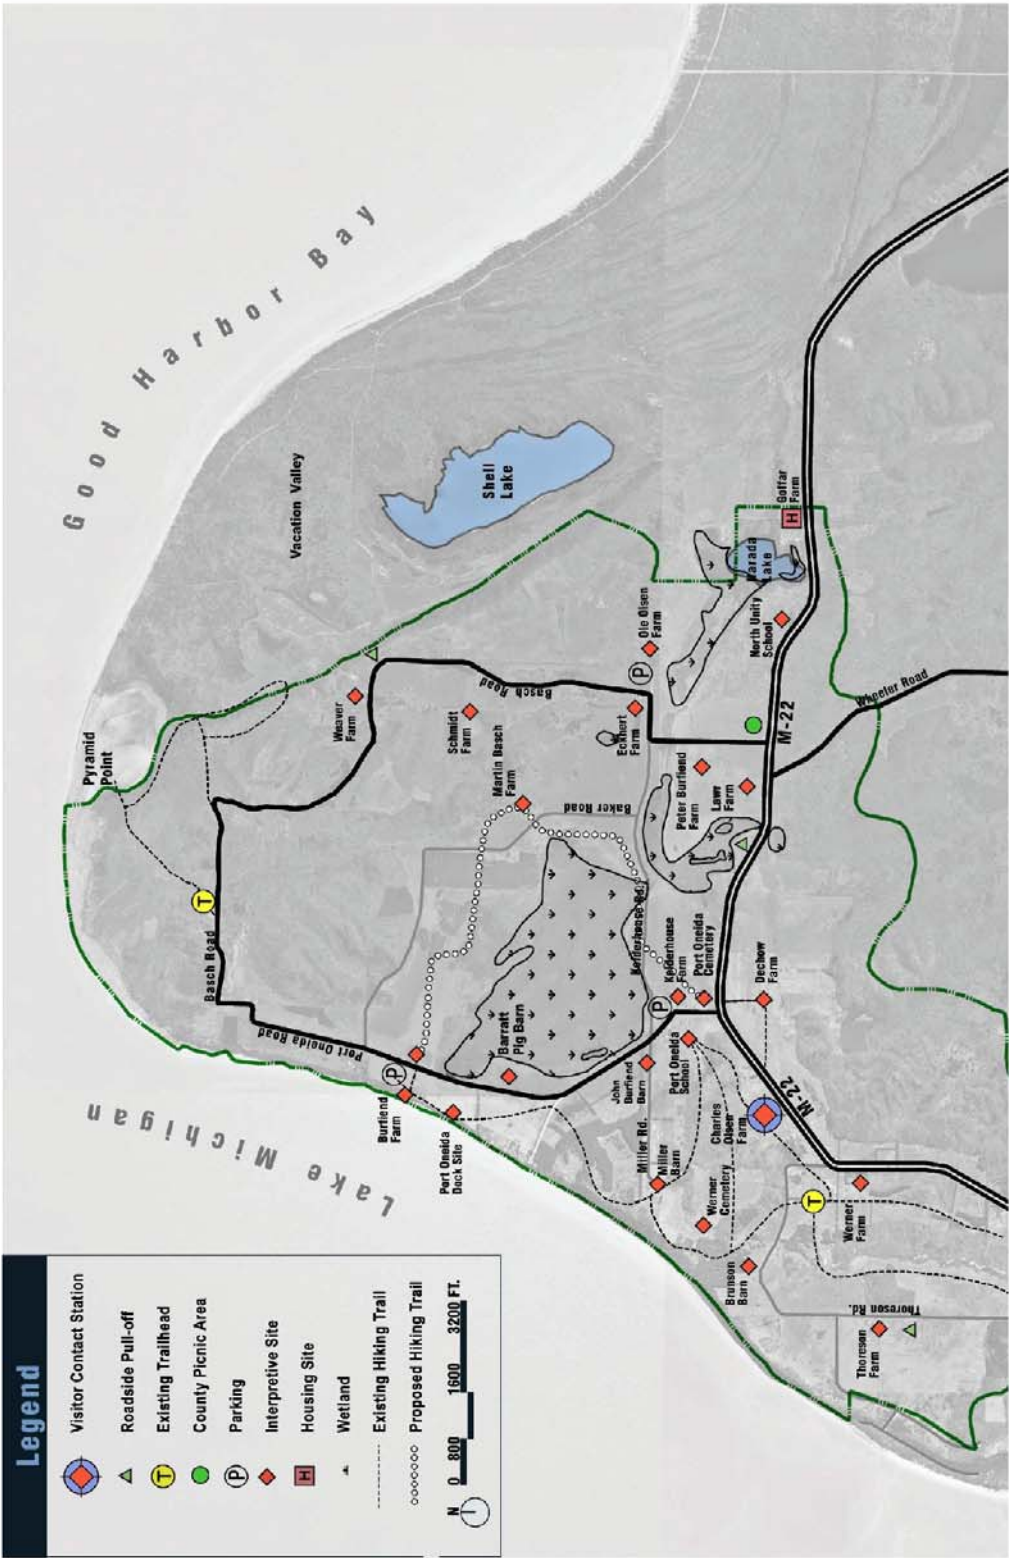 Legend
Visitor Contact Station
Roadside Pull-off
Existing Trailhead
County Picnic Area
Parking
Interpretive Site
Housing Site
Wetland
Existing Hiking Trail
Proposed Hiking Trail
N
0 800 1600 3200 FT.
T
P
H
Good Harbor Bay
Lake Michigan
Pyramid
Point
Vacation Valley
Shell
Lake
T
Basch Road
Port Oneida Road
Weaver
Farm
Schmidt
Farm
Basch
Road
Martin Basch
Farm
Baker Road
Basch Road
P
Ole Olsen
Farm
Eckhert
Farm
Narada
Lake
H
Goffar
Farm
North Unity
School
M-22
Wheeler Road
Peter Burfiend
Farm
Lawr
Farm
P
Burfiend
Farm
Port Oneida
Dock Site
Barratt
Pig Barn
Kelderhouse Rd.
Kelderhouse
Farm
Port Oneida
Cemetery
P
Dechow
Farm
John
Burfiend
Barn
Port Oneida
School
Miller Rd.
Miller
Barn
Charles
Olsen
Farm
M-22
Werner
Cemetery
Brunson
Barn
T
Werner
Farm
Thoreson Rd.
Thoreson
Farm